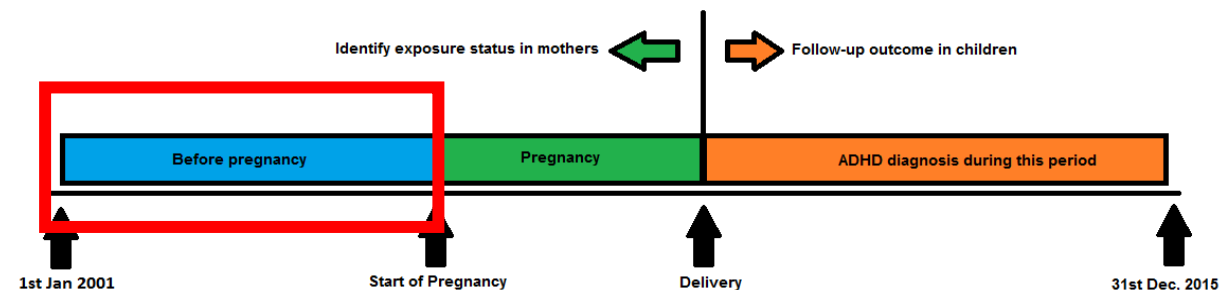 Identify exposure status in mothers
Follow-up outcome in children
Before pregnancy
Pregnancy
ADHD diagnosis during this period
1st Jan 2001
Start of Pregnancy
Delivery
31st Dec. 2015